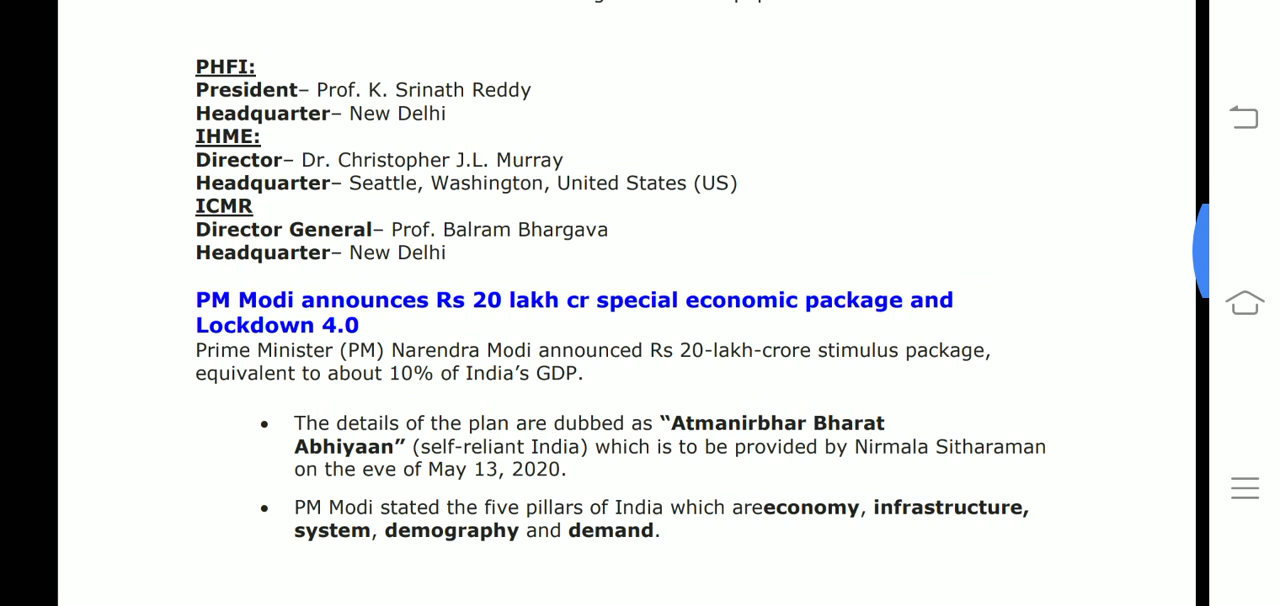 PHFI:
President– Prof. K. Srinath Reddy
Headquarter– New Delhi
IHME:
Director– Dr. Christopher J.L. Murray
Headquarter– Seattle, Washington, United States (US)
ICMR
Director General– Prof. Balram Bhargava
Headquarter– New Delhi
PM Modi announces Rs 20 lakh cr special economic package and
Lockdown 4.0
Prime Minister (PM) Narendra Modi announced Rs 20-lakh-crore stimulus package,
equivalent to about 10% of India’s GDP.
• The details of the plan are dubbed as “Atmanirbhar Bharat
Abhiyaan” (self-reliant India) which is to be provided by Nirmala Sitharaman
on the eve of May 13, 2020.
• PM Modi stated the five pillars of India which areeconomy, infrastructure,
system, demography and demand.